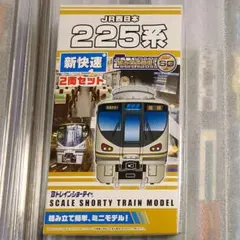 JR西日本
225系
新快速
2両セット
Bトレインショーティー
SCALE SHORTY TRAIN MODEL
組み立て簡単、ミニモデル!